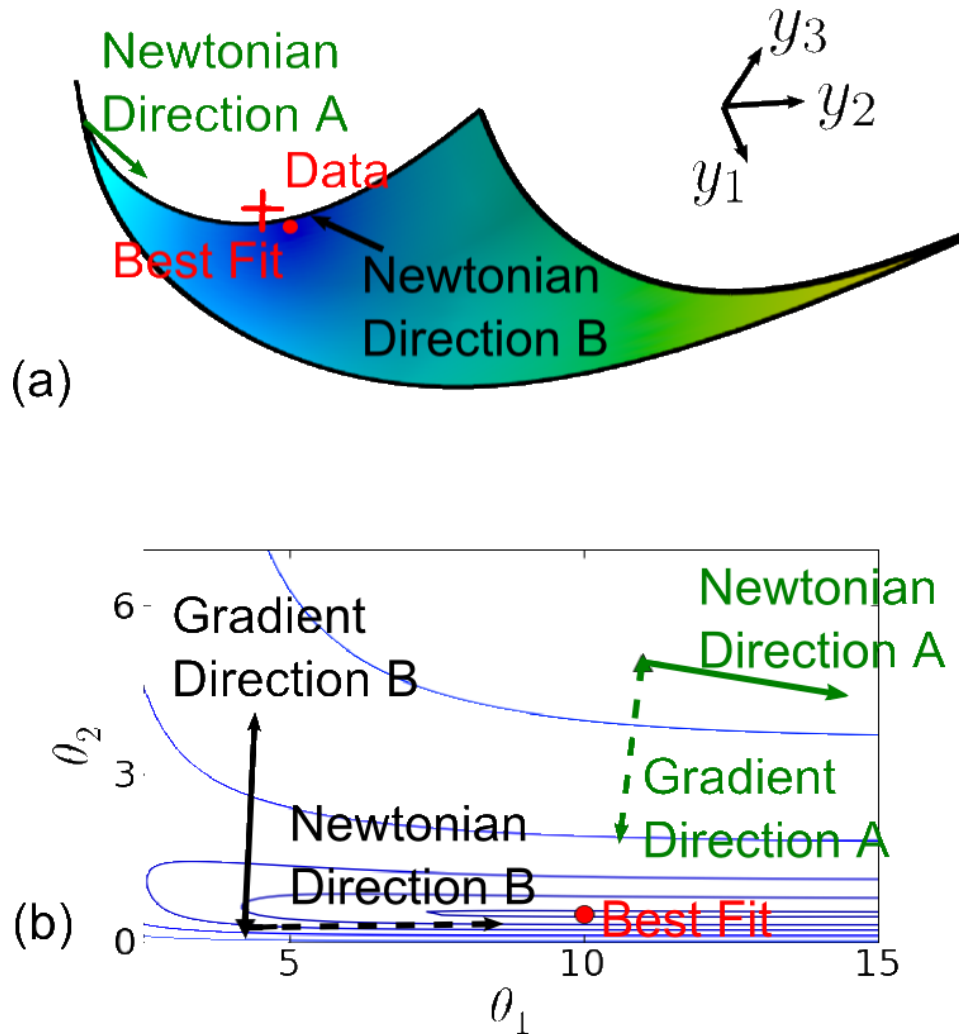 Newtonian
Direction A
y₃
y₂
y₁
Data
Best Fit
Newtonian
Direction B
(a)
Newtonian
Direction A
Gradient
Direction B
Gradient
Direction A
Newtonian
Direction B
Best Fit
6
3
0
θ₂
(b)
5
10
15
θ₁